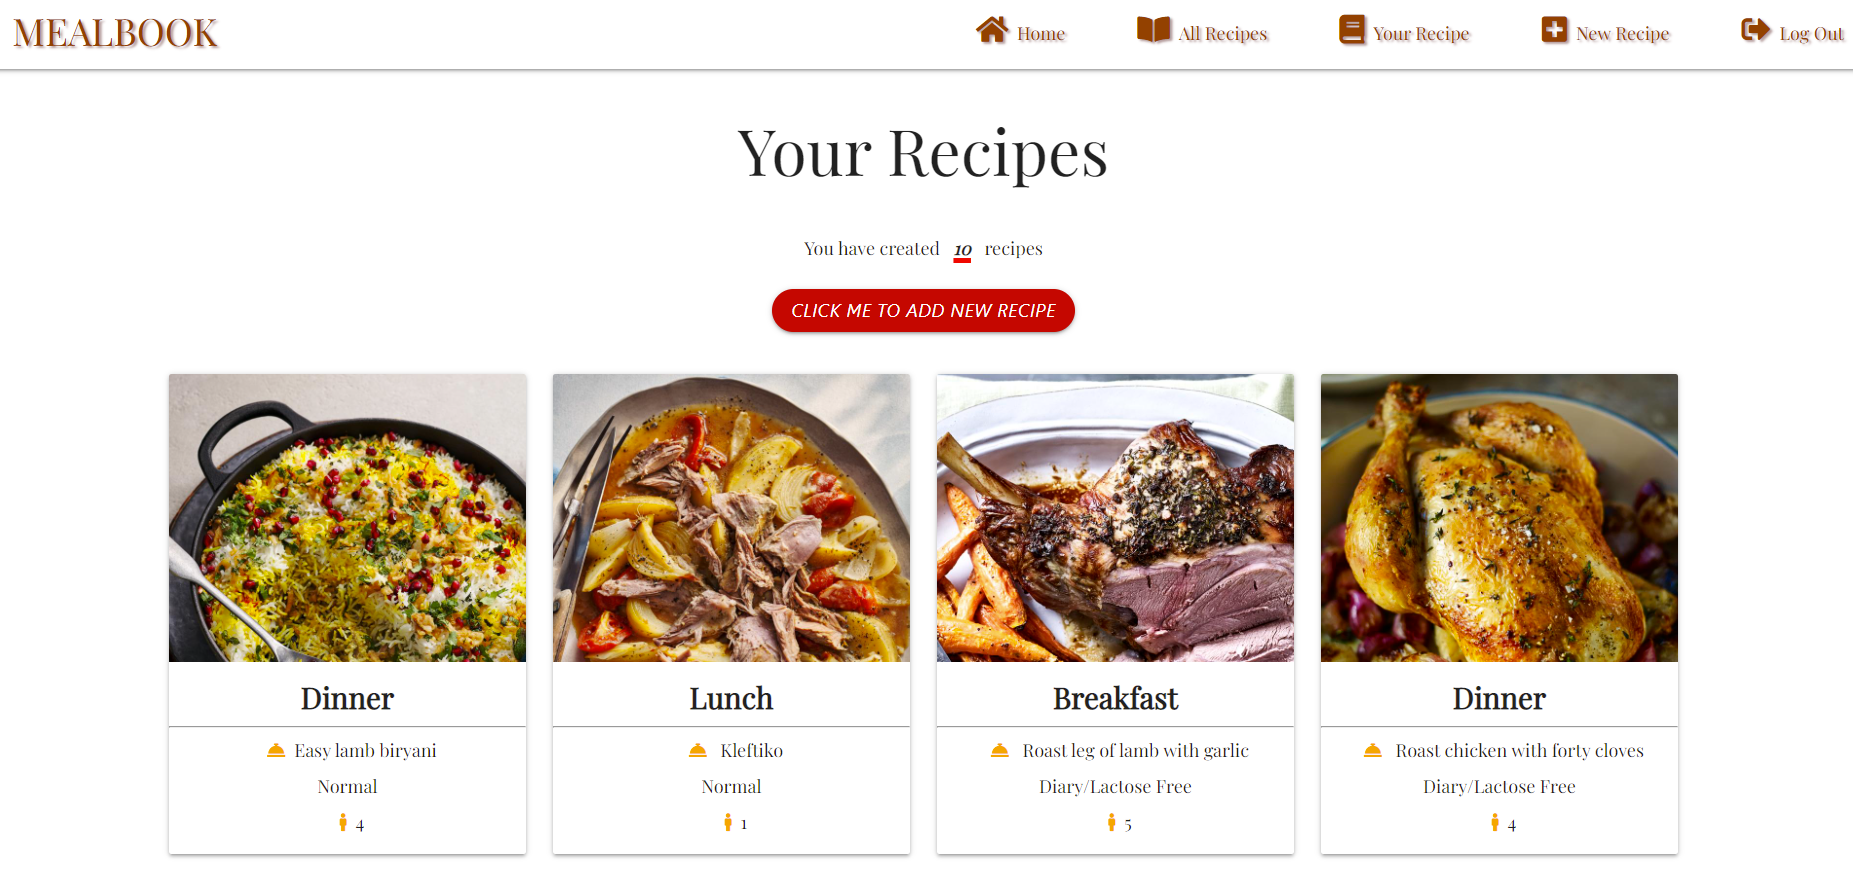 MEALBOOK
Home
All Recipes
Your Recipe
New Recipe
Log Out
Your Recipes
You have created 10 recipes
CLICK ME TO ADD NEW RECIPE
Dinner
Easy lamb biryani
Normal
4
Lunch
Kleftiko
Normal
1
Breakfast
Roast leg of lamb with garlic
Diary/Lactose Free
5
Dinner
Roast chicken with forty cloves
Diary/Lactose Free
4